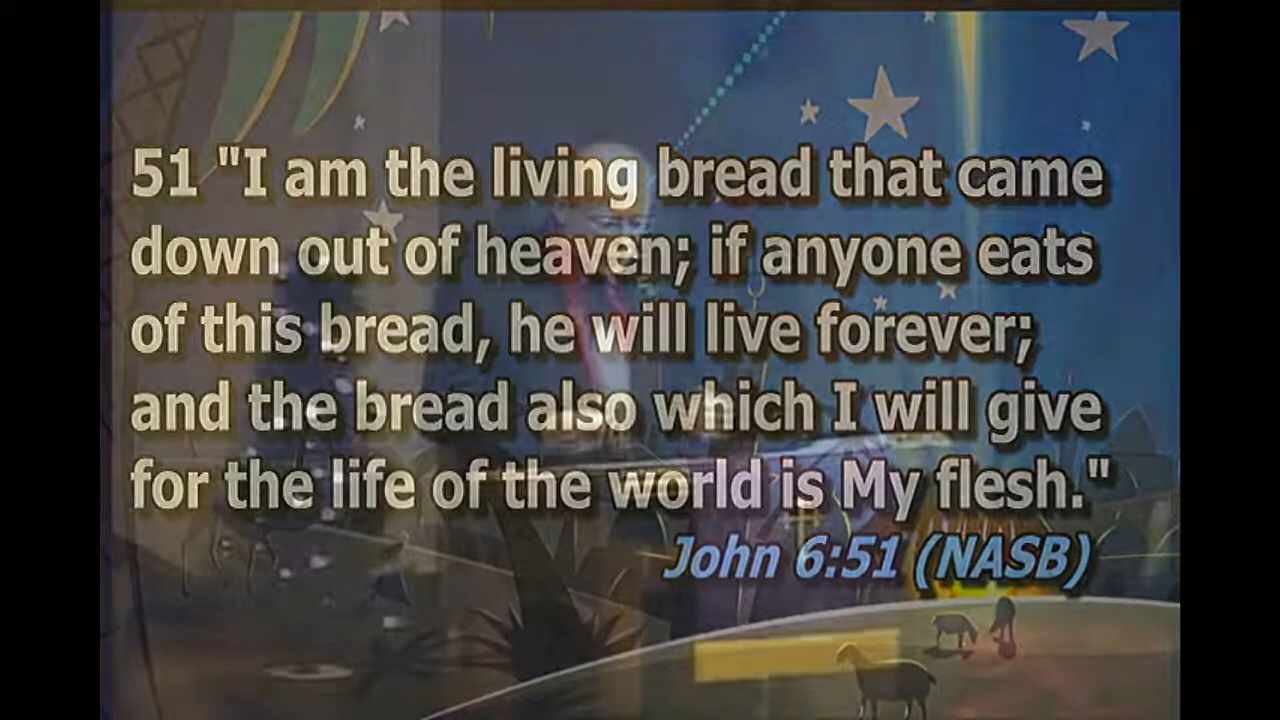 51 "I am the living bread that came
down out of heaven; if anyone eats
of this bread, he will live forever;
and the bread also which I will give
for the life of the world is My flesh."
John 6:51 (NASB)